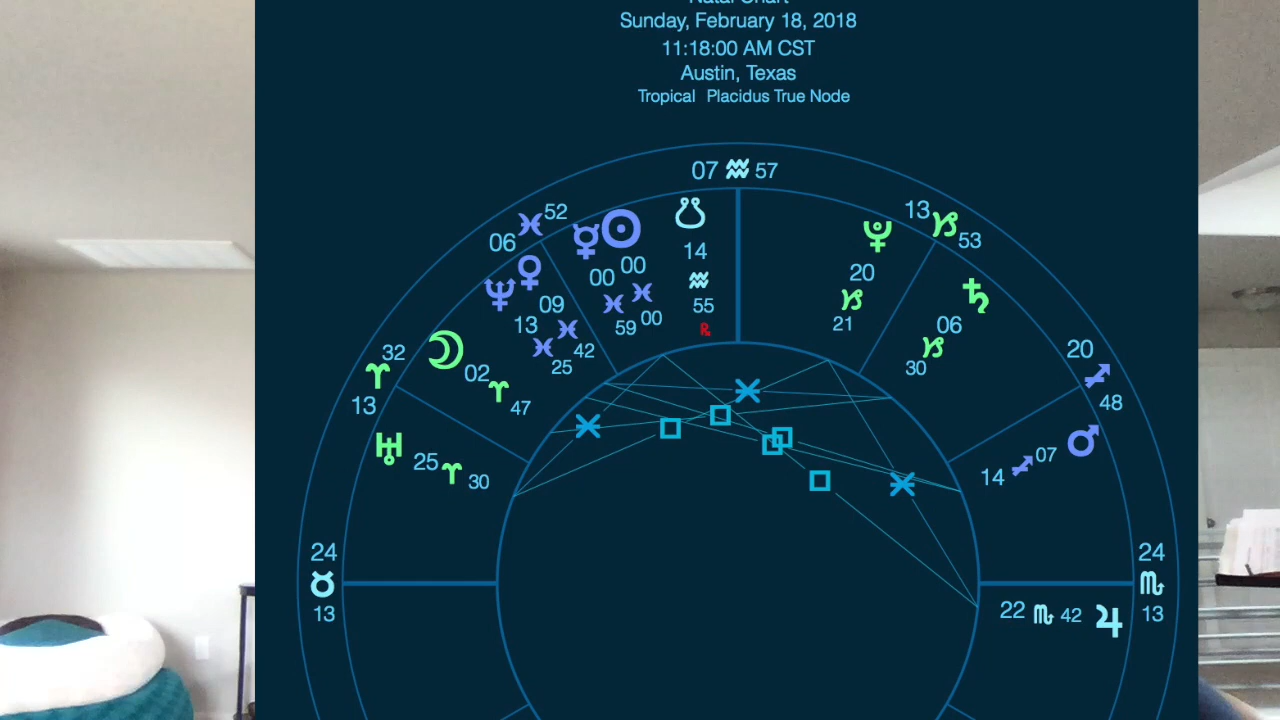 Natal Chart
Sunday, February 18, 2018
11:18:00 AM CST
Austin, Texas
Tropical Placidus True Node
07 ♒ 57
13 ♑ 53
20 ♐ 48
24 ♏ 13
06 ♓ 52
13 ♈ 32
24 ♉ 13
☋ 14 ♒ 55 ℞
☉ 00 ♓ 00
☿ 00 ♓ 59
♀ 09 ♓ 42
♆ 13 ♓ 25
☽ 02 ♈ 47
♅ 25 ♈ 30
♇ 20 ♑ 21
♄ 06 ♑ 30
14 ♐ 07 ♂
22 ♏ 42 ♃